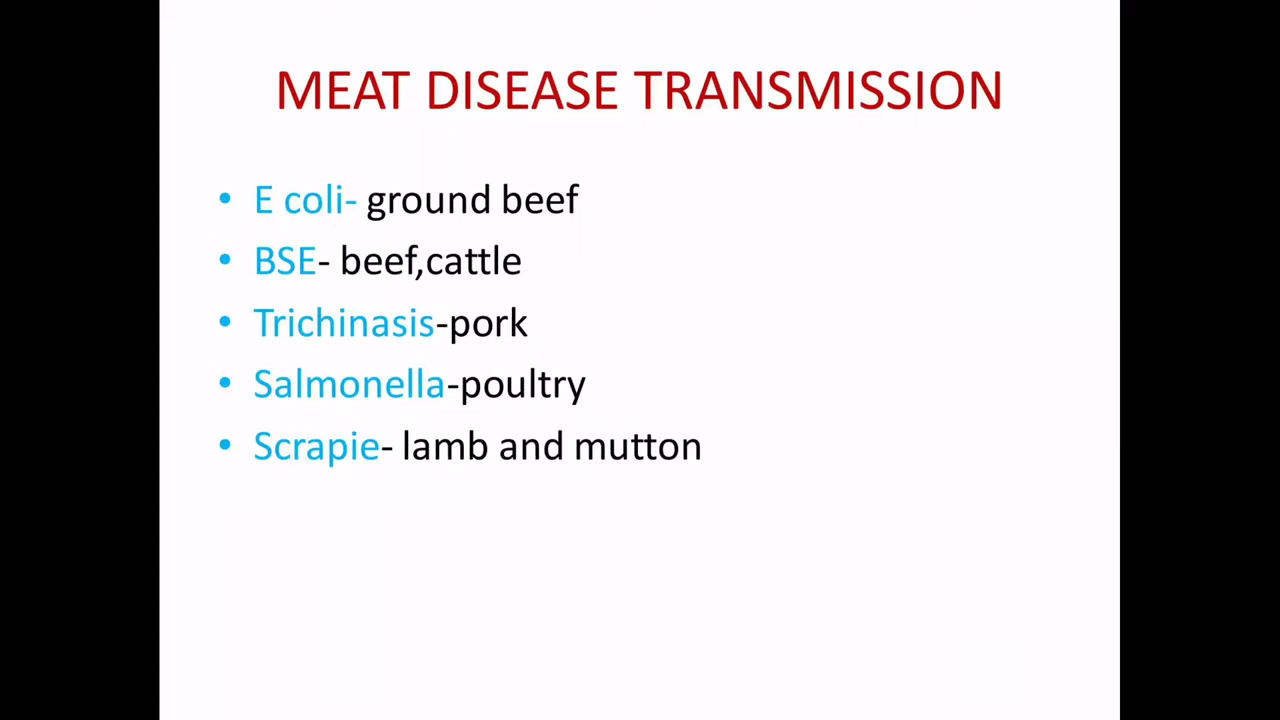 MEAT DISEASE TRANSMISSION
• E coli- ground beef
• BSE- beef,cattle
• Trichinasis-pork
• Salmonella-poultry
• Scrapie- lamb and mutton